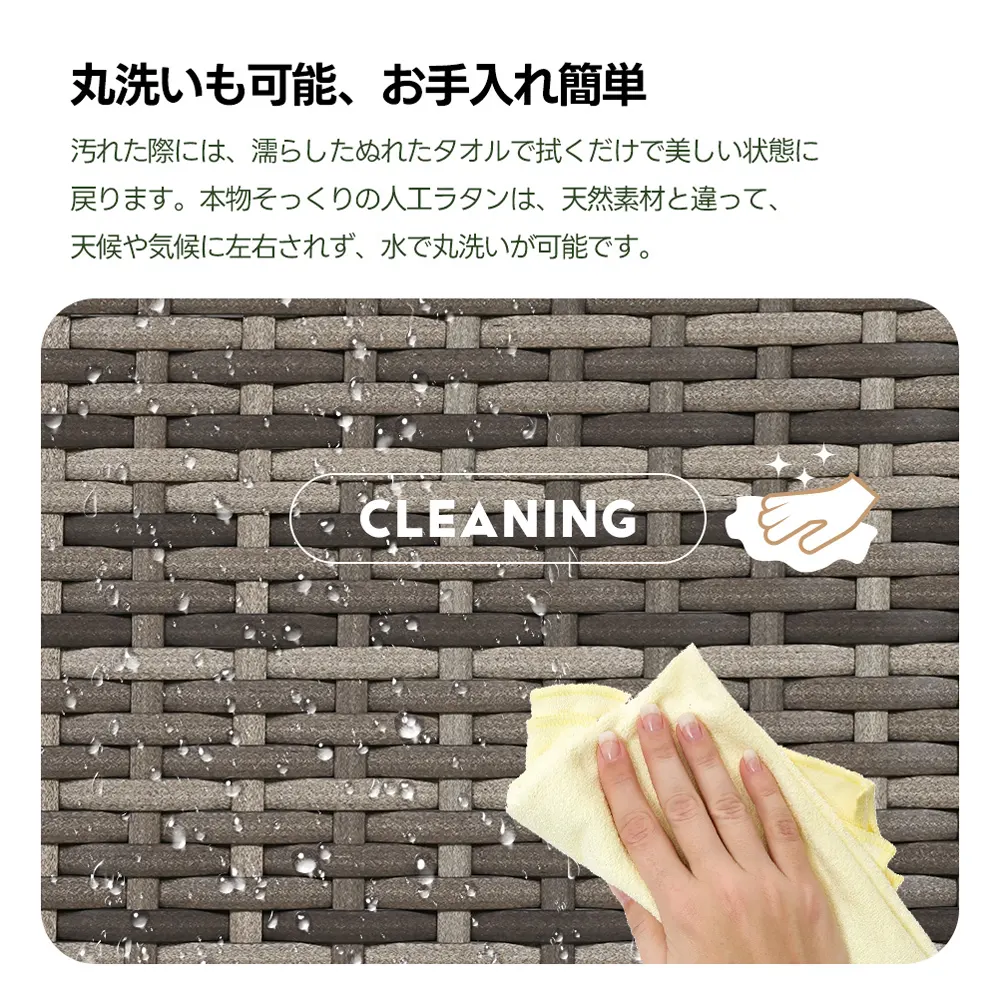 丸洗いも可能、お手入れ簡単
汚れた際には、濡らしたぬれたタオルで拭くだけで美しい状態に
戻ります。本物そっくりの人工ラタンは、天然素材と違って、
天候や気候に左右されず、水で丸洗いが可能です。
CLEANING